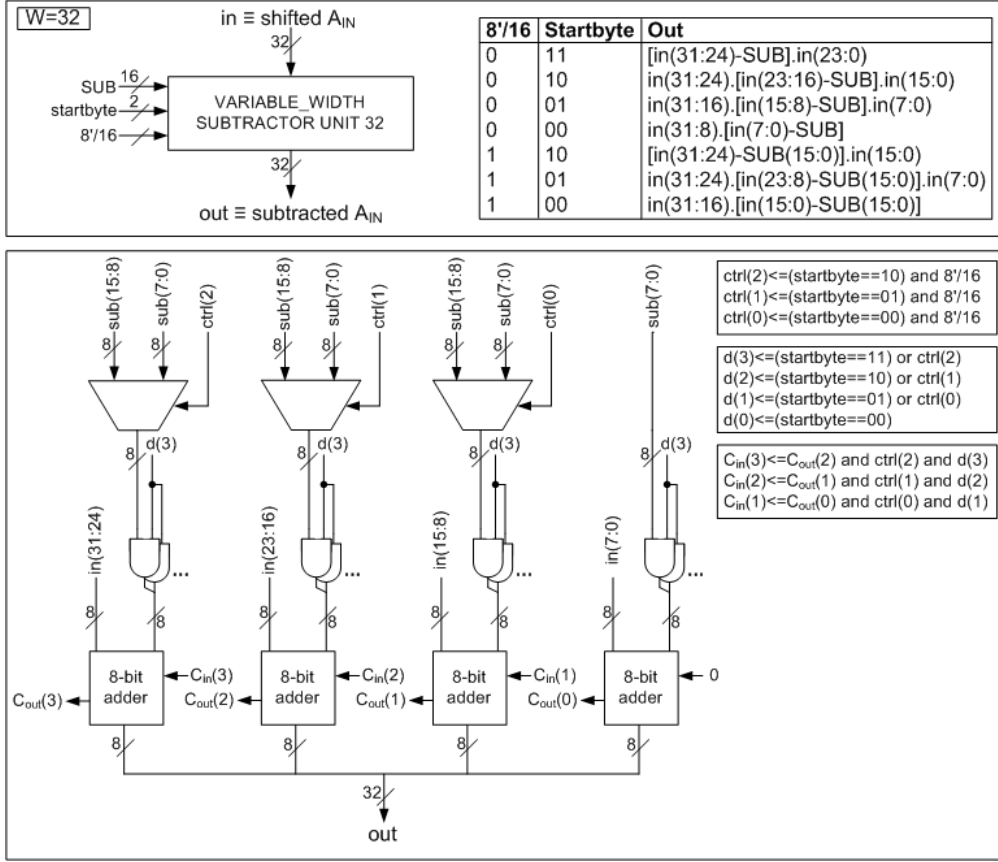 W=32
in ≡ shifted A_IN
32
SUB 16
startbyte 2
8'/16
VARIABLE_WIDTH
SUBTRACTOR UNIT 32
32
out ≡ subtracted A_IN
8'/16 Startbyte Out
0 11 [in(31:24)-SUB].in(23:0)
0 10 in(31:24).[in(23:16)-SUB].in(15:0)
0 01 in(31:16).[in(15:8)-SUB].in(7:0)
0 00 in(31:8).[in(7:0)-SUB]
1 10 [in(31:24)-SUB(15:0)].in(15:0)
1 01 in(31:24).[in(23:8)-SUB(15:0)].in(7:0)
1 00 in(31:16).[in(15:0)-SUB(15:0)]
sub(15:8) sub(7:0) ctrl(2) sub(15:8) sub(7:0) ctrl(1) sub(15:8) sub(7:0) ctrl(0) sub(7:0)
8 8 8 8 8 8
8 d(3) 8 d(3) 8 d(3) 8 d(3)
... ... ... ...
in(31:24) in(23:16) in(15:8) in(7:0)
8 8 8 8 8 8 8 8
8-bit adder C_in(3) 8-bit adder C_in(2) 8-bit adder C_in(1) 8-bit adder 0
C_out(3) C_out(2) C_out(1) C_out(0)
8 8 8 8
32
out
ctrl(2)<=(startbyte==10) and 8'/16
ctrl(1)<=(startbyte==01) and 8'/16
ctrl(0)<=(startbyte==00) and 8'/16
d(3)<=(startbyte==11) or ctrl(2)
d(2)<=(startbyte==10) or ctrl(1)
d(1)<=(startbyte==01) or ctrl(0)
d(0)<=(startbyte==00)
C_in(3)<=C_out(2) and ctrl(2) and d(3)
C_in(2)<=C_out(1) and ctrl(1) and d(2)
C_in(1)<=C_out(0) and ctrl(0) and d(1)